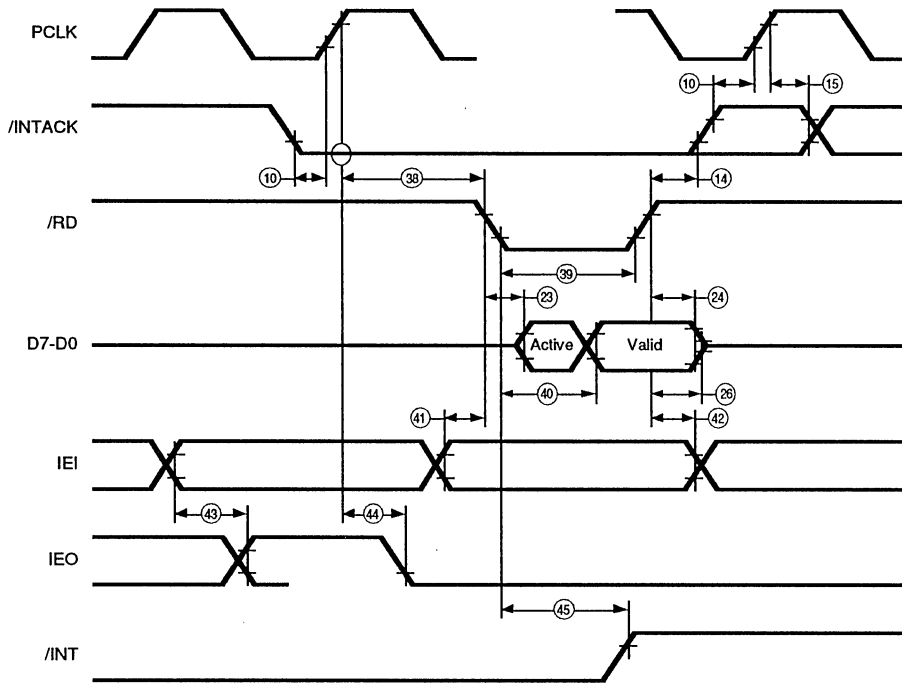 PCLK
10
15
/INTACK
10
38
14
/RD
39
23
24
D7-D0
Active
Valid
40
26
41
42
IEI
43
44
IEO
45
/INT